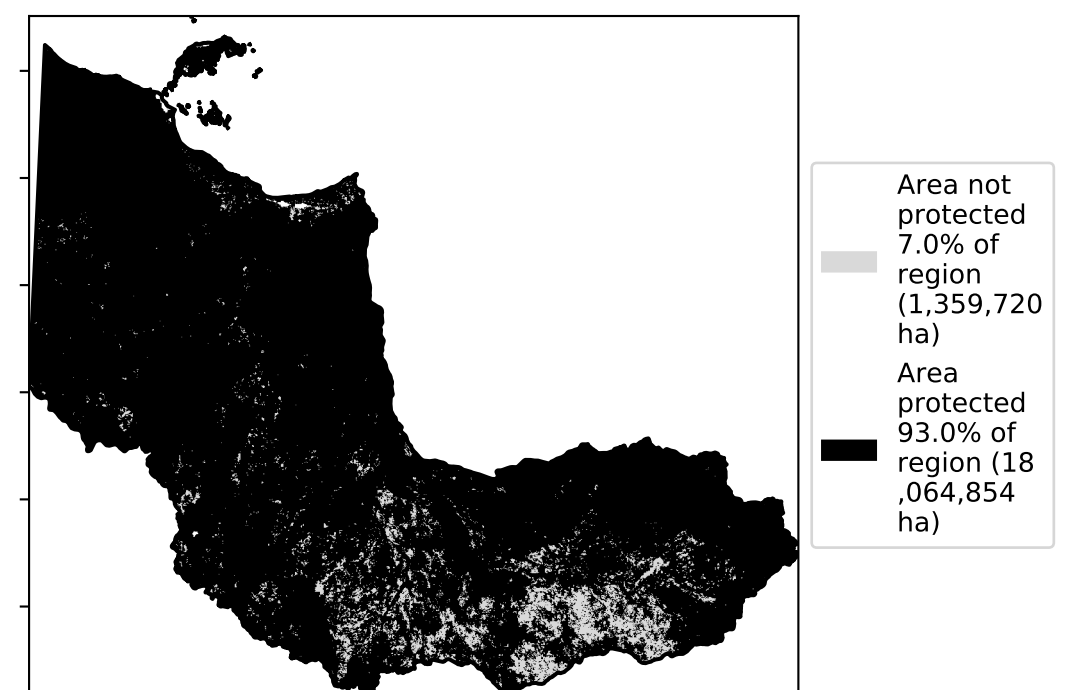 Area not
protected
7.0% of
region
(1,359,720
ha)
Area
protected
93.0% of
region (18
,064,854
ha)